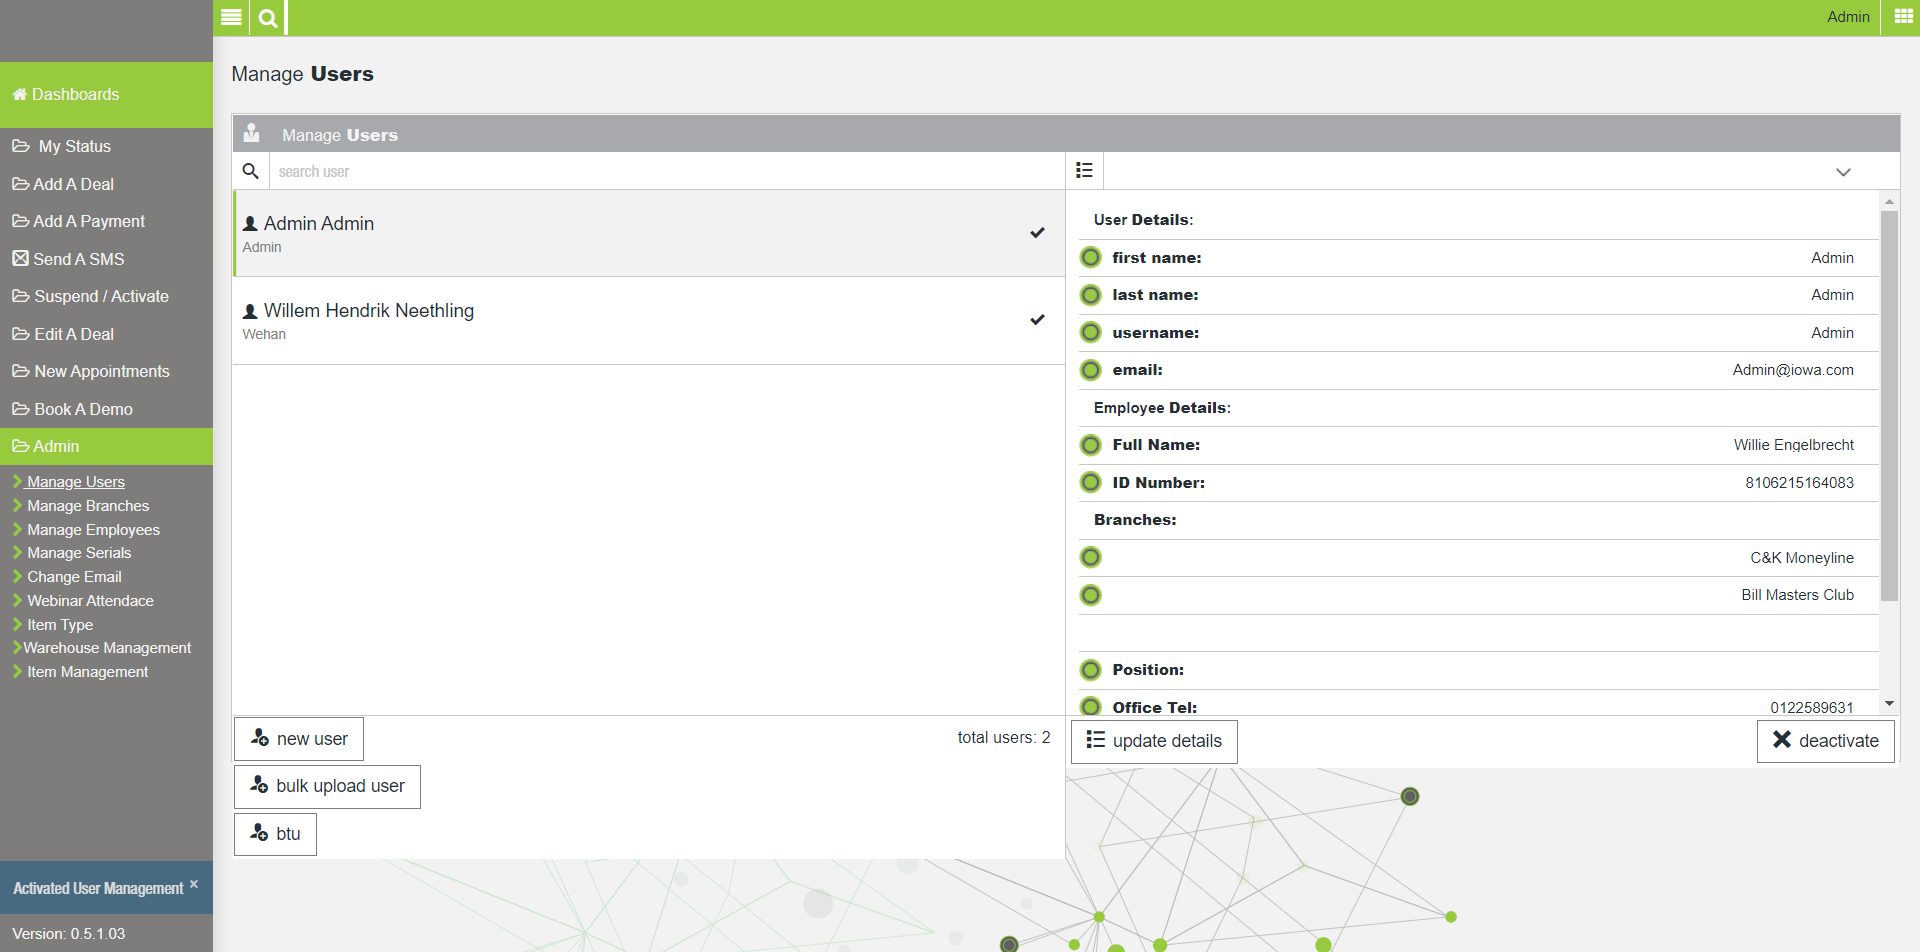 Admin
Manage Users
Dashboards
My Status
Add A Deal
Add A Payment
Send A SMS
Suspend / Activate
Edit A Deal
New Appointments
Book A Demo
Admin
Manage Users
Manage Branches
Manage Employees
Manage Serials
Change Email
Webinar Attendace
Item Type
Warehouse Management
Item Management
Activated User Management ×
Version: 0.5.1.03
Manage Users
search user
Admin Admin
Admin
Willem Hendrik Neethling
Wehan
new user
total users: 2
bulk upload user
btu
User Details:
first name: Admin
last name: Admin
username: Admin
email: Admin@iowa.com
Employee Details:
Full Name: Willie Engelbrecht
ID Number: 8106215164083
Branches:
C&K Moneyline
Bill Masters Club
Position:
Office Tel: 0122589631
update details
deactivate